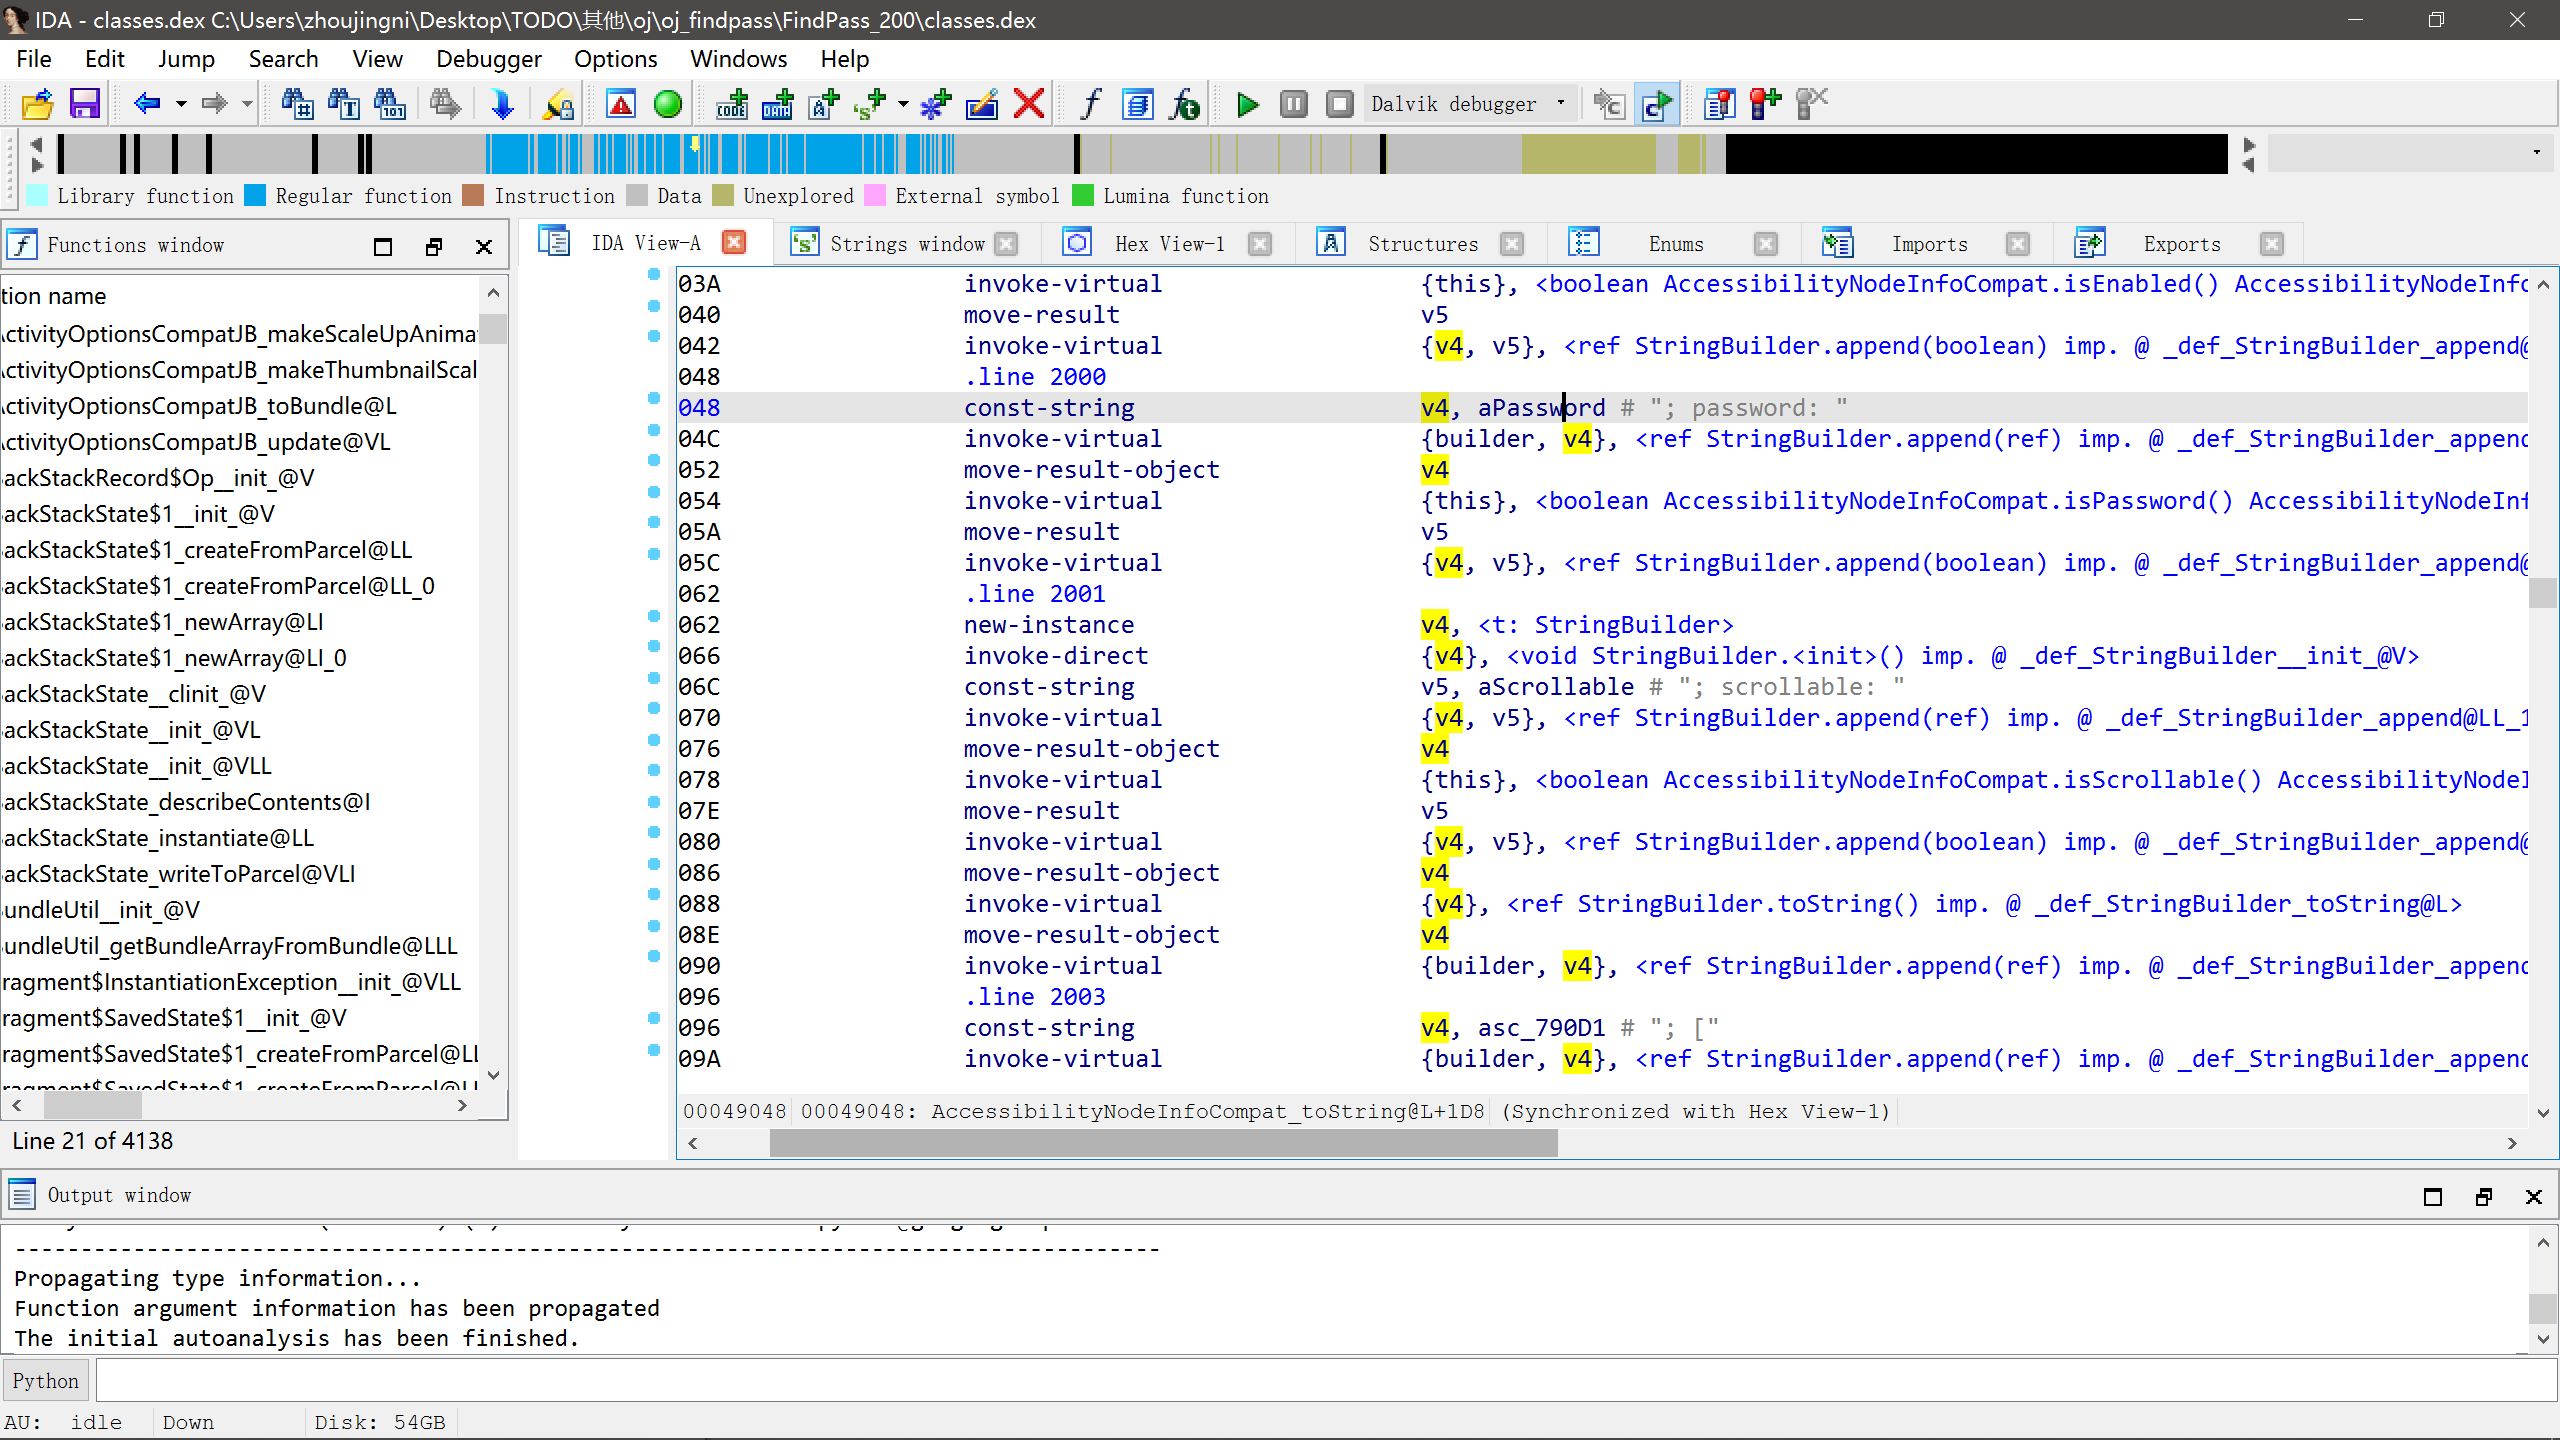 IDA - classes.dex C:\Users\zhoujingni\Desktop\TODO\其他\oj\oj_findpass\FindPass_200\classes.dex
File Edit Jump Search View Debugger Options Windows Help
Dalvik debugger
Library function Regular function Instruction Data Unexplored External symbol Lumina function
Functions window
IDA View-A Strings window Hex View-1 Structures Enums Imports Exports
tion name
ActivityOptionsCompatJB_makeScaleUpAnima
ActivityOptionsCompatJB_makeThumbnailScal
ActivityOptionsCompatJB_toBundle@L
ActivityOptionsCompatJB_update@VL
ackStackRecord$Op__init_@V
ackStackState$1__init_@V
ackStackState$1_createFromParcel@LL
ackStackState$1_createFromParcel@LL_0
ackStackState$1_newArray@LI
ackStackState$1_newArray@LI_0
ackStackState__clinit_@V
ackStackState__init_@VL
ackStackState__init_@VLL
ackStackState_describeContents@I
ackStackState_instantiate@LL
ackStackState_writeToParcel@VLI
undleUtil__init_@V
undleUtil_getBundleArrayFromBundle@LLL
ragment$InstantiationException__init_@VLL
ragment$SavedState$1__init_@V
ragment$SavedState$1_createFromParcel@LL
ragment$SavedState$1_createFromParcel@LL
Line 21 of 4138
03A invoke-virtual {this}, <boolean AccessibilityNodeInfoCompat.isEnabled() AccessibilityNodeInfo
040 move-result v5
042 invoke-virtual {v4, v5}, <ref StringBuilder.append(boolean) imp. @ _def_StringBuilder_append@
048 .line 2000
048 const-string v4, aPassword # "; password: "
04C invoke-virtual {builder, v4}, <ref StringBuilder.append(ref) imp. @ _def_StringBuilder_append
052 move-result-object v4
054 invoke-virtual {this}, <boolean AccessibilityNodeInfoCompat.isPassword() AccessibilityNodeInf
05A move-result v5
05C invoke-virtual {v4, v5}, <ref StringBuilder.append(boolean) imp. @ _def_StringBuilder_append@
062 .line 2001
062 new-instance v4, <t: StringBuilder>
066 invoke-direct {v4}, <void StringBuilder.<init>() imp. @ _def_StringBuilder__init_@V>
06C const-string v5, aScrollable # "; scrollable: "
070 invoke-virtual {v4, v5}, <ref StringBuilder.append(ref) imp. @ _def_StringBuilder_append@LL_1
076 move-result-object v4
078 invoke-virtual {this}, <boolean AccessibilityNodeInfoCompat.isScrollable() AccessibilityNodeI
07E move-result v5
080 invoke-virtual {v4, v5}, <ref StringBuilder.append(boolean) imp. @ _def_StringBuilder_append@
086 move-result-object v4
088 invoke-virtual {v4}, <ref StringBuilder.toString() imp. @ _def_StringBuilder_toString@L>
08E move-result-object v4
090 invoke-virtual {builder, v4}, <ref StringBuilder.append(ref) imp. @ _def_StringBuilder_append
096 .line 2003
096 const-string v4, asc_790D1 # "; ["
09A invoke-virtual {builder, v4}, <ref StringBuilder.append(ref) imp. @ _def_StringBuilder_append
00049048 00049048: AccessibilityNodeInfoCompat_toString@L+1D8 (Synchronized with Hex View-1)
Output window
---------------------------------------------------------------------------------------
Propagating type information...
Function argument information has been propagated
The initial autoanalysis has been finished.
Python
AU: idle Down Disk: 54GB